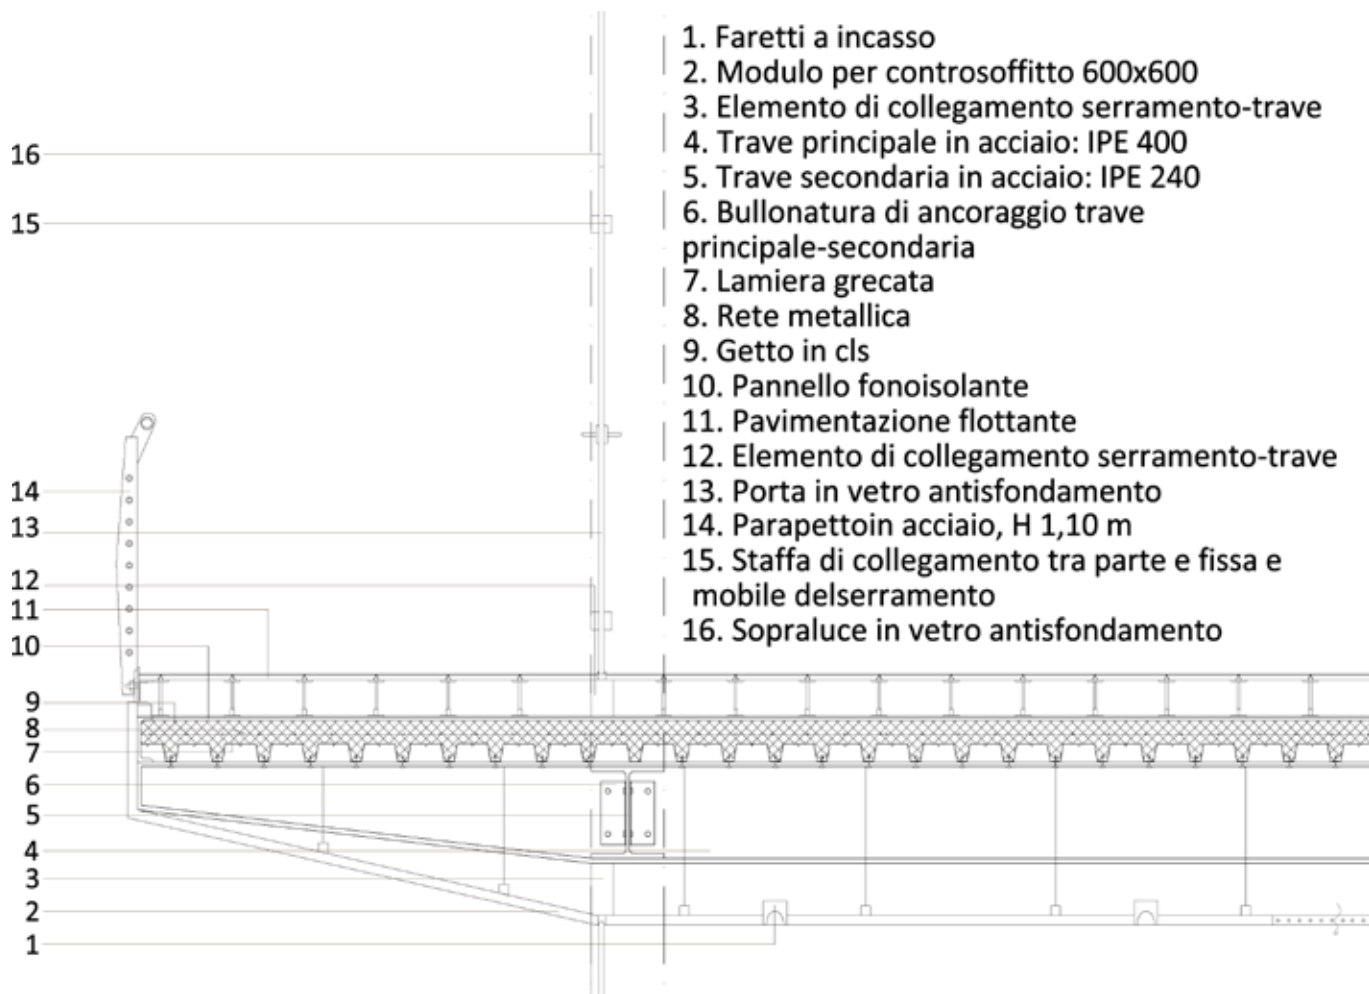 1. Faretti a incasso
2. Modulo per controsoffitto 600x600
3. Elemento di collegamento serramento-trave
4. Trave principale in acciaio: IPE 400
5. Trave secondaria in acciaio: IPE 240
6. Bullonatura di ancoraggio trave
principale-secondaria
7. Lamiera grecata
8. Rete metallica
9. Getto in cls
10. Pannello fonoisolante
11. Pavimentazione flottante
12. Elemento di collegamento serramento-trave
13. Porta in vetro antisfondamento
14. Parapettoin acciaio, H 1,10 m
15. Staffa di collegamento tra parte e fissa e
mobile delserramento
16. Sopraluce in vetro antisfondamento
16
15
14
13
12
11
10
9
8
7
6
5
4
3
2
1